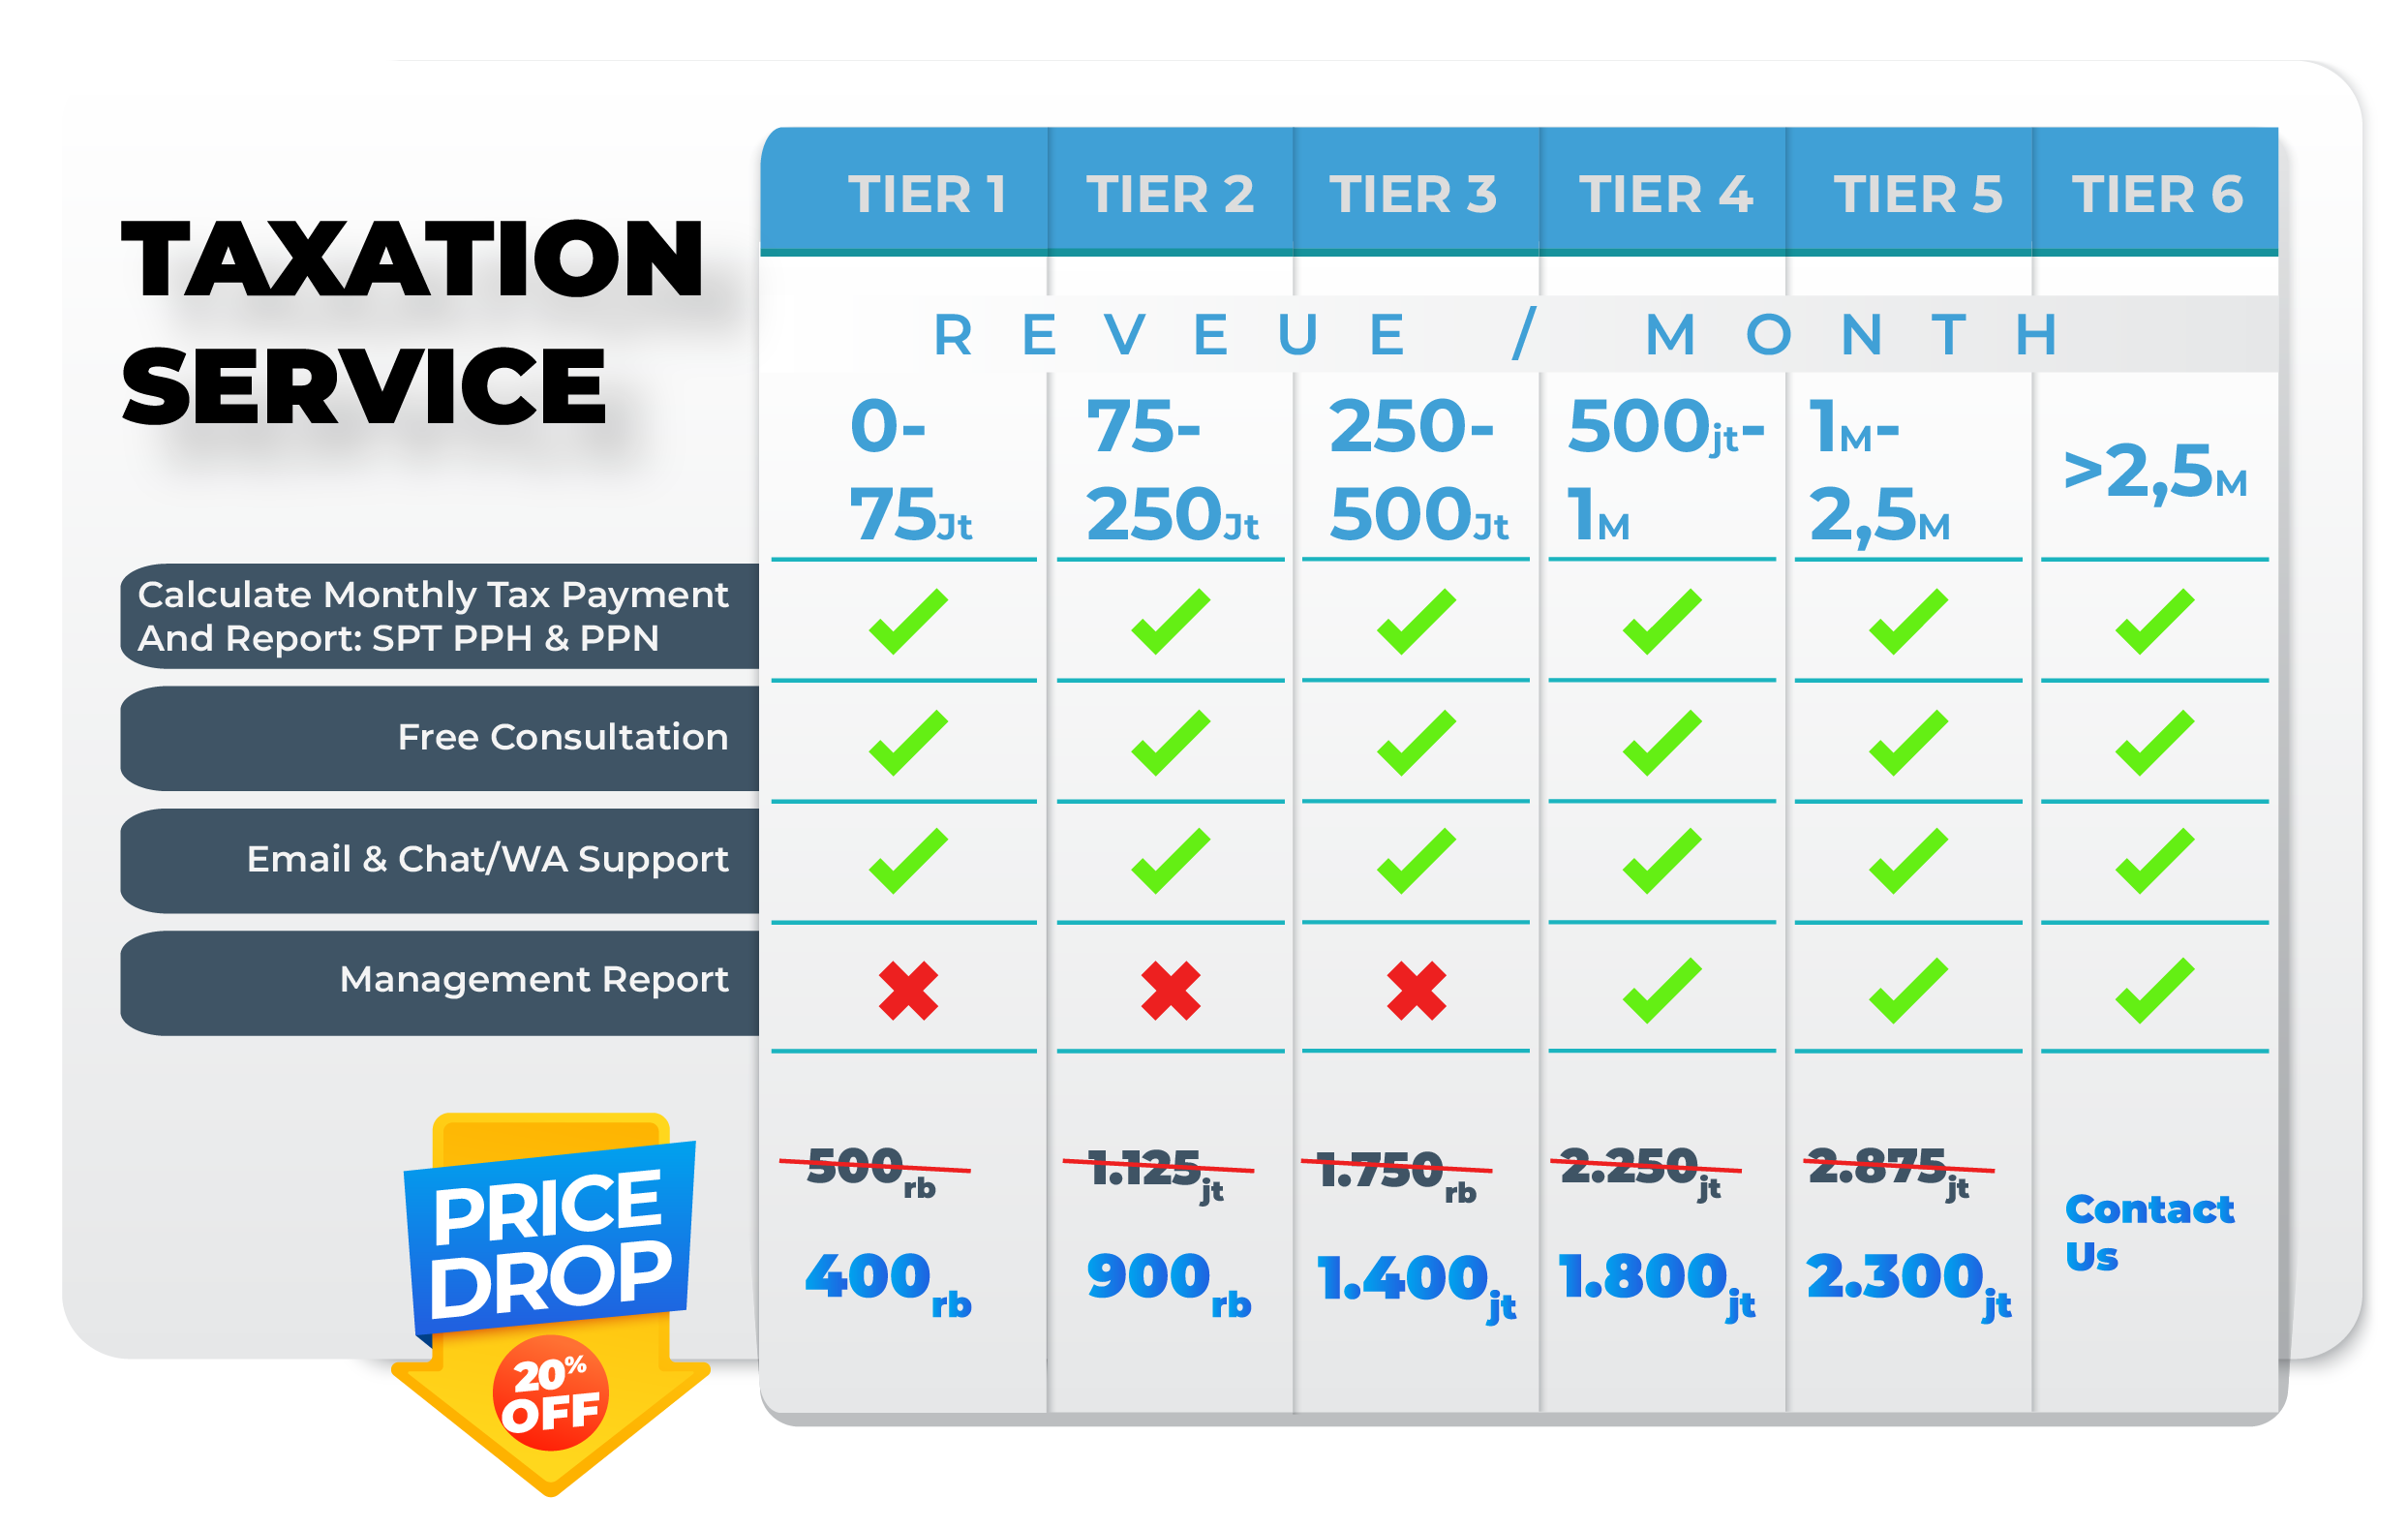 TAXATION
SERVICE
TIER 1 TIER 2 TIER 3 TIER 4 TIER 5 TIER 6
REVEUE / MONTH
0- 75- 250- 500jt- 1M- >2,5M
75Jt 250Jt 500Jt 1M 2,5M
Calculate Monthly Tax Payment
And Report: SPT PPH & PPN
Free Consultation
Email & Chat/WA Support
Management Report
500rb 1.125jt 1.750rb 2.250jt 2.875jt
400rb 900rb 1.400jt 1.800jt 2.300jt
Contact
Us
PRICE
DROP
20%
OFF